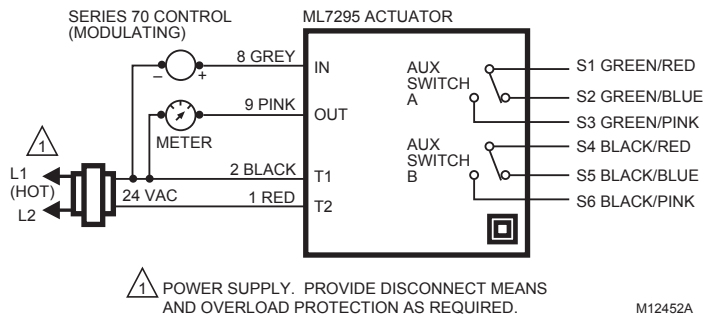 SERIES 70 CONTROL
(MODULATING)
ML7295 ACTUATOR
8 GREY
IN
– +
9 PINK
OUT
METER
1
L1
(HOT)
L2
24 VAC
2 BLACK
T1
1 RED
T2
AUX
SWITCH
A
S1 GREEN/RED
S2 GREEN/BLUE
S3 GREEN/PINK
AUX
SWITCH
B
S4 BLACK/RED
S5 BLACK/BLUE
S6 BLACK/PINK
1 POWER SUPPLY. PROVIDE DISCONNECT MEANS
AND OVERLOAD PROTECTION AS REQUIRED.
M12452A